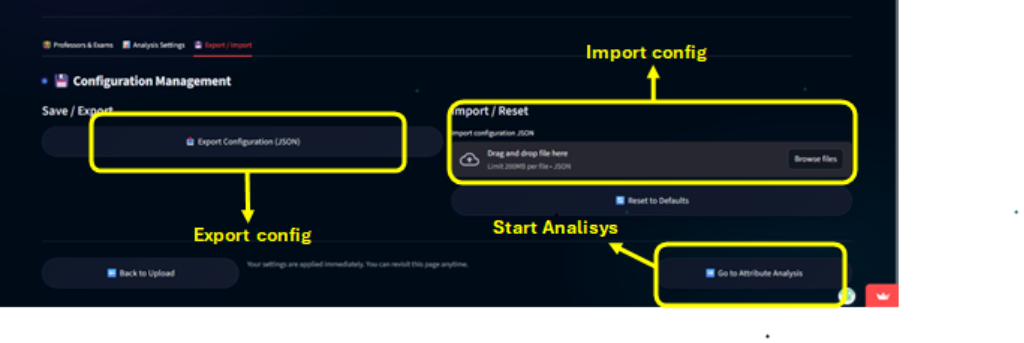 Professors & Exams Analysis Settings Export / Import
Import config
Configuration Management
Save / Export
Import / Reset
Import configuration JSON
Export Configuration (JSON)
Drag and drop file here
Limit 200MB per file • JSON
Browse files
Reset to Defaults
Export config
Start Analisys
Back to Upload
Your settings are applied immediately. You can revisit this page anytime.
Go to Attribute Analysis